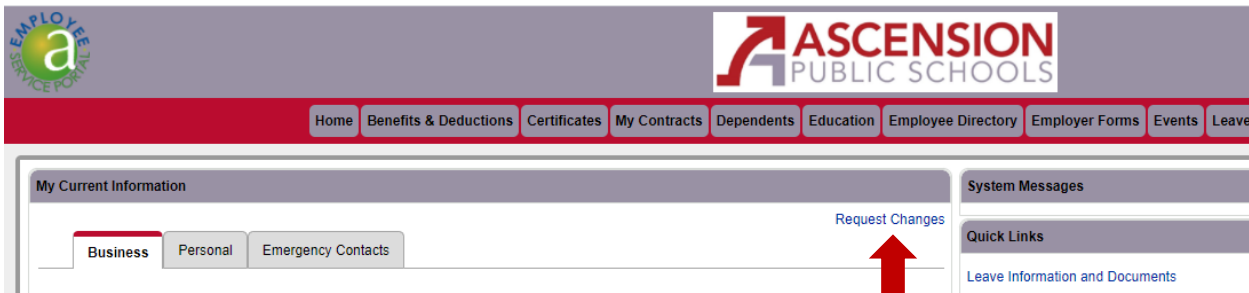 EMPLOYEE
a
SERVICE PORTAL
ASCENSION
PUBLIC SCHOOLS
Home Benefits & Deductions Certificates My Contracts Dependents Education Employee Directory Employer Forms Events Leave
My Current Information
Request Changes
Business Personal Emergency Contacts
System Messages
Quick Links
Leave Information and Documents